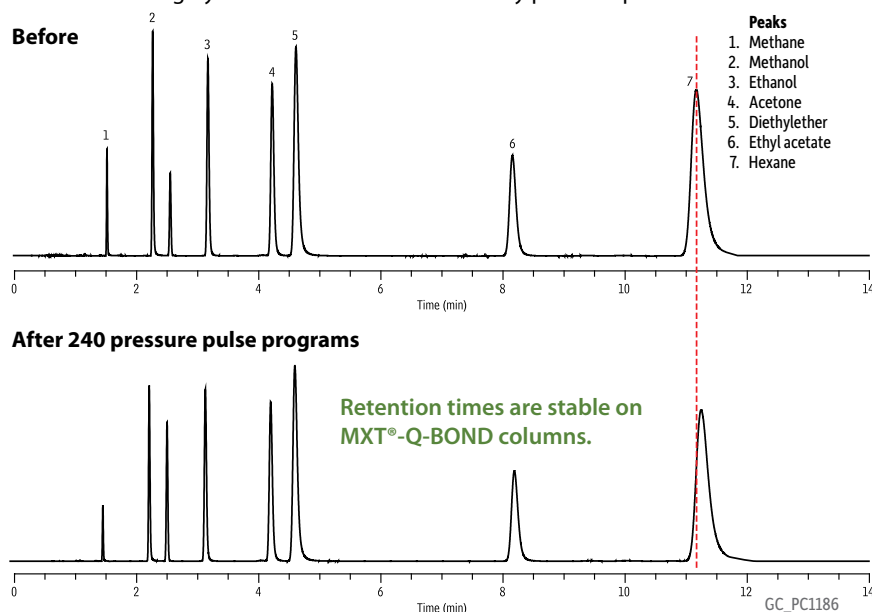 Before
Peaks
1. Methane
2. Methanol
3. Ethanol
4. Acetone
5. Diethylether
6. Ethyl acetate
7. Hexane
1
2
3
4
5
6
7
0 2 4 6 8 10 12 14
Time (min)
After 240 pressure pulse programs
Retention times are stable on
MXT®-Q-BOND columns.
0 2 4 6 8 10 12 14
Time (min)
GC_PC1186